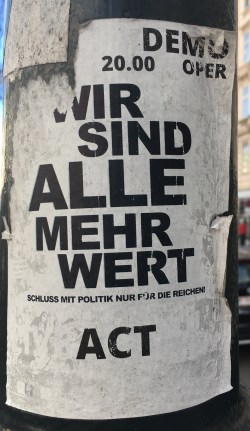 DEMO
20.00 OPER
WIR
SIND
ALLE
MEHR
WERT
SCHLUSS MIT POLITIK NUR FÜR DIE REICHEN!
ACT